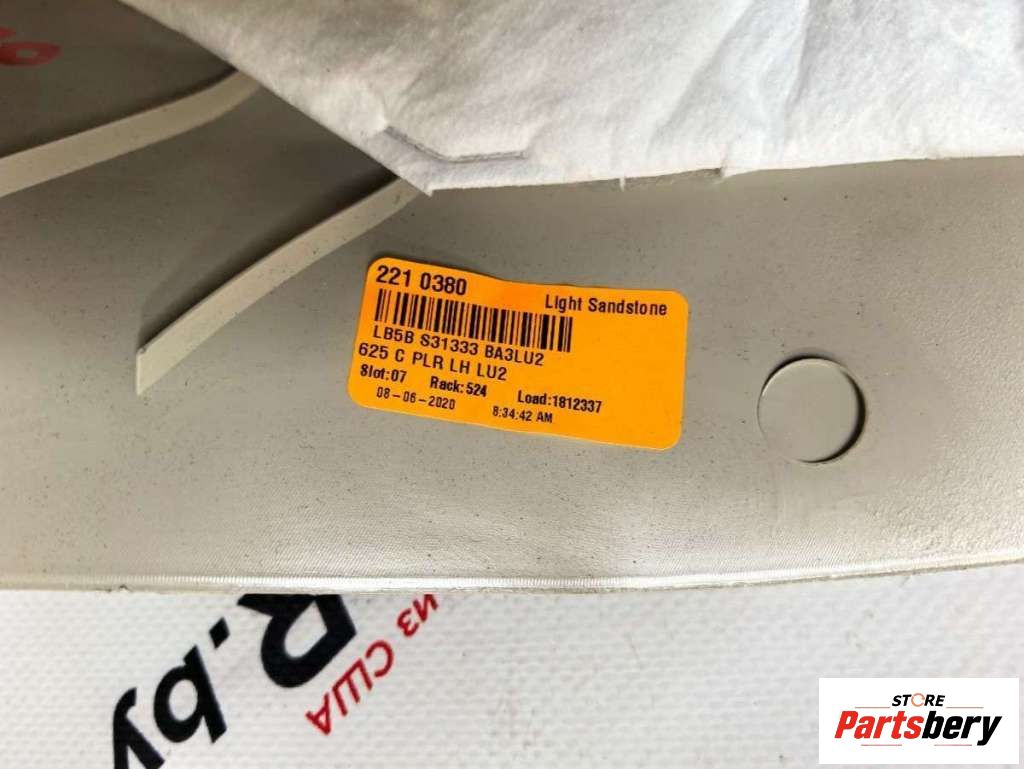 221 0380
Light Sandstone
LB5B S31333 BA3LU2
625 C PLR LH LU2
Slot:07 Rack:524 Load:1812337
08-06-2020 8:34:42 AM
R.by
из США
STORE
Partsbery